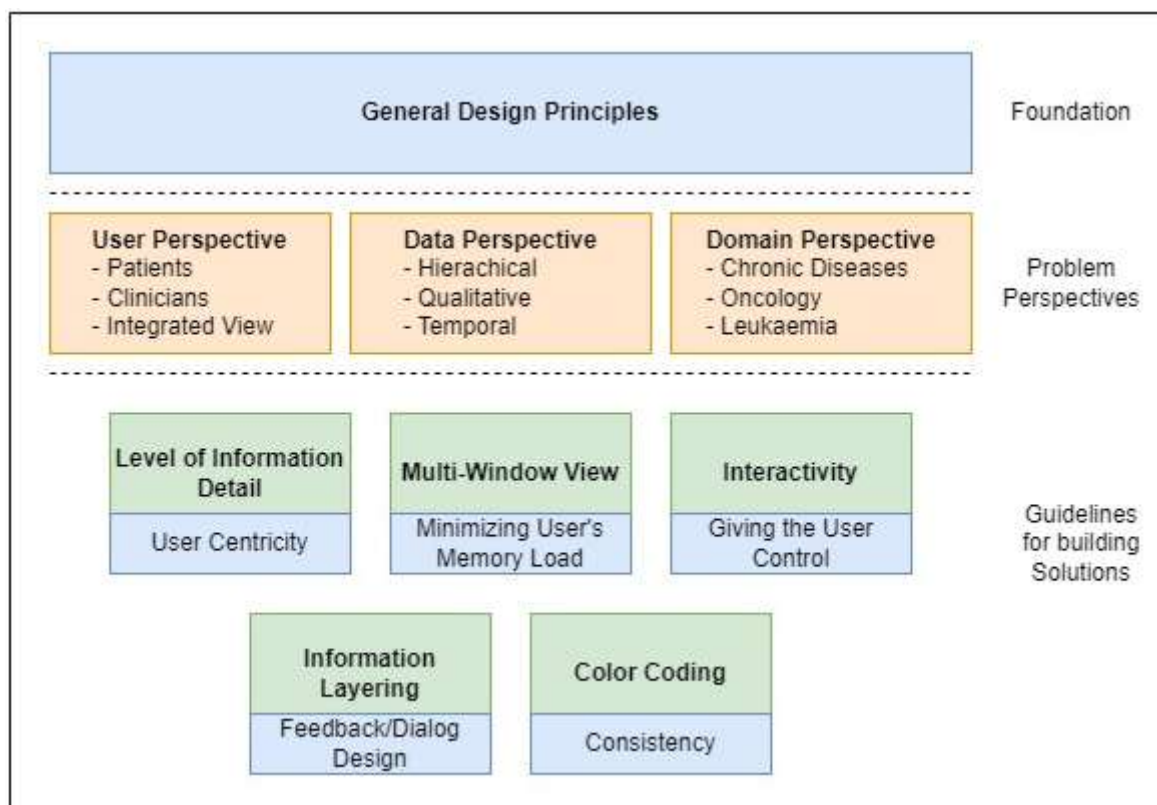 General Design Principles
Foundation
User Perspective
- Patients
- Clinicians
- Integrated View
Data Perspective
- Hierachical
- Qualitative
- Temporal
Domain Perspective
- Chronic Diseases
- Oncology
- Leukaemia
Problem
Perspectives
Level of Information
Detail
User Centricity
Multi-Window View
Minimizing User's
Memory Load
Interactivity
Giving the User
Control
Guidelines
for building
Solutions
Information
Layering
Feedback/Dialog
Design
Color Coding
Consistency